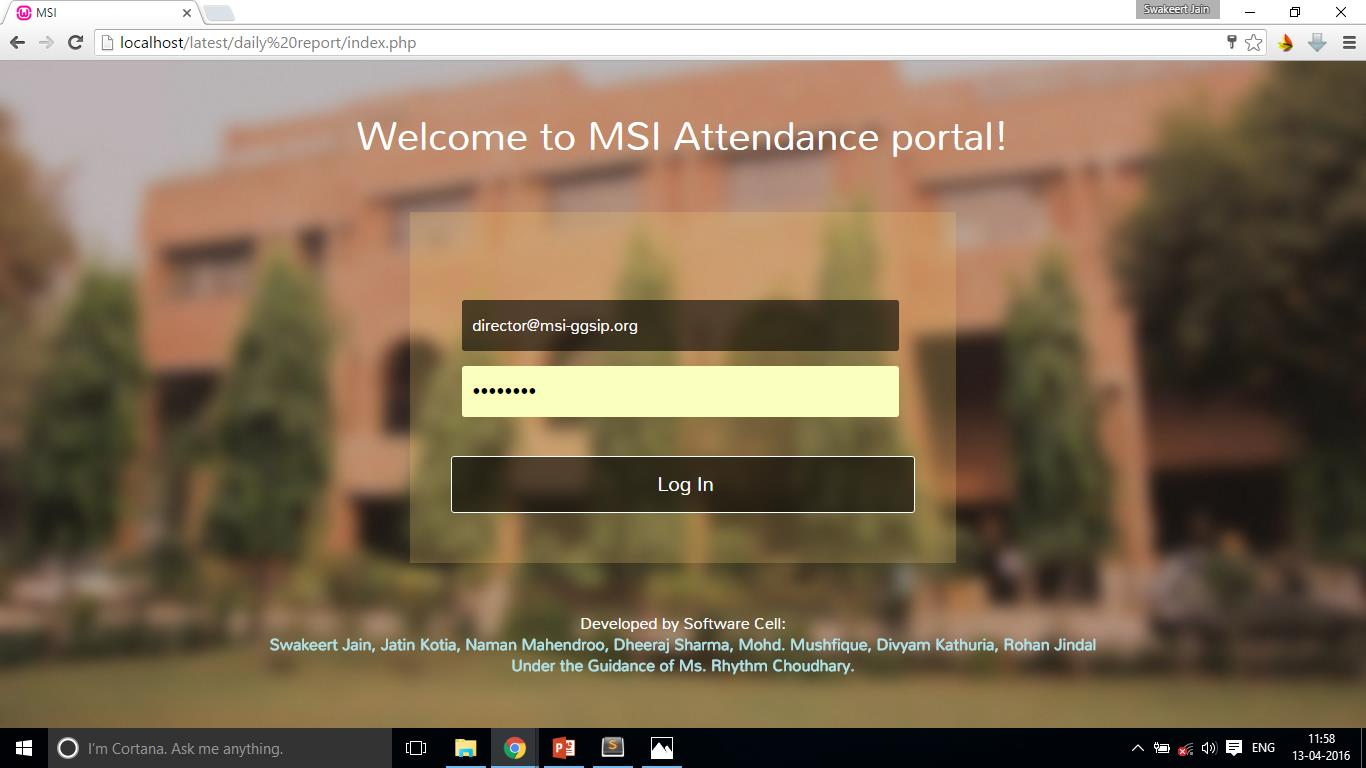 MSI
Swakeert Jain
localhost/latest/daily%20report/index.php
Welcome to MSI Attendance portal!
director@msi-ggsip.org
••••••••
Log In
Developed by Software Cell:
Swakeert Jain, Jatin Kotia, Naman Mahendroo, Dheeraj Sharma, Mohd. Mushfique, Divyam Kathuria, Rohan Jindal
Under the Guidance of Ms. Rhythm Choudhary.
I'm Cortana. Ask me anything.
ENG
11:58
13-04-2016